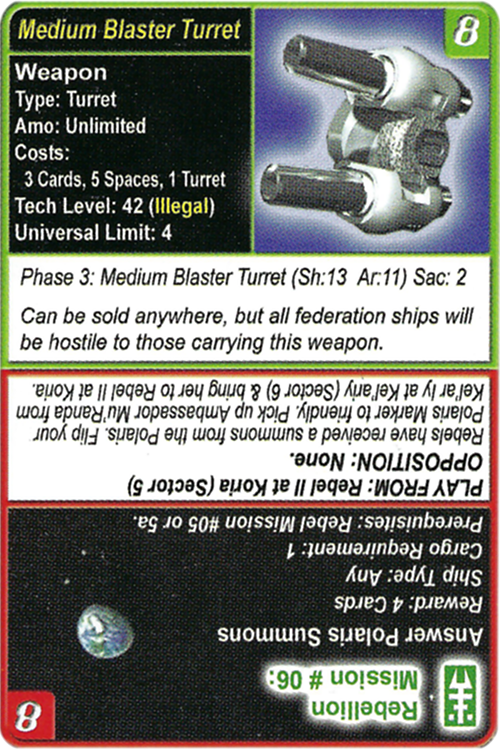 Medium Blaster Turret
8
Weapon
Type: Turret
Amo: Unlimited
Costs:
3 Cards, 5 Spaces, 1 Turret
Tech Level: 42 (Illegal)
Universal Limit: 4
Phase 3: Medium Blaster Turret (Sh:13 Ar:11) Sac: 2
Can be sold anywhere, but all federation ships will
be hostile to those carrying this weapon.
8
Rebellion
Mission # 06:
Answer Polaris Summons
Reward: 4 Cards
Ship Type: Any
Cargo Requirement: 1
Prerequisites: Rebel Mission #05 or 5a.
PLAY FROM: Rebel II at Koria (Sector 5)
OPPOSITION: None.
Rebels have received a summons from the Polaris. Flip your
Polaris Marker to friendly. Pick up Ambassador Mu'Randa from
Kel'ar ly at Kel'arly (Sector 6) & bring her to Rebel II at Koria.